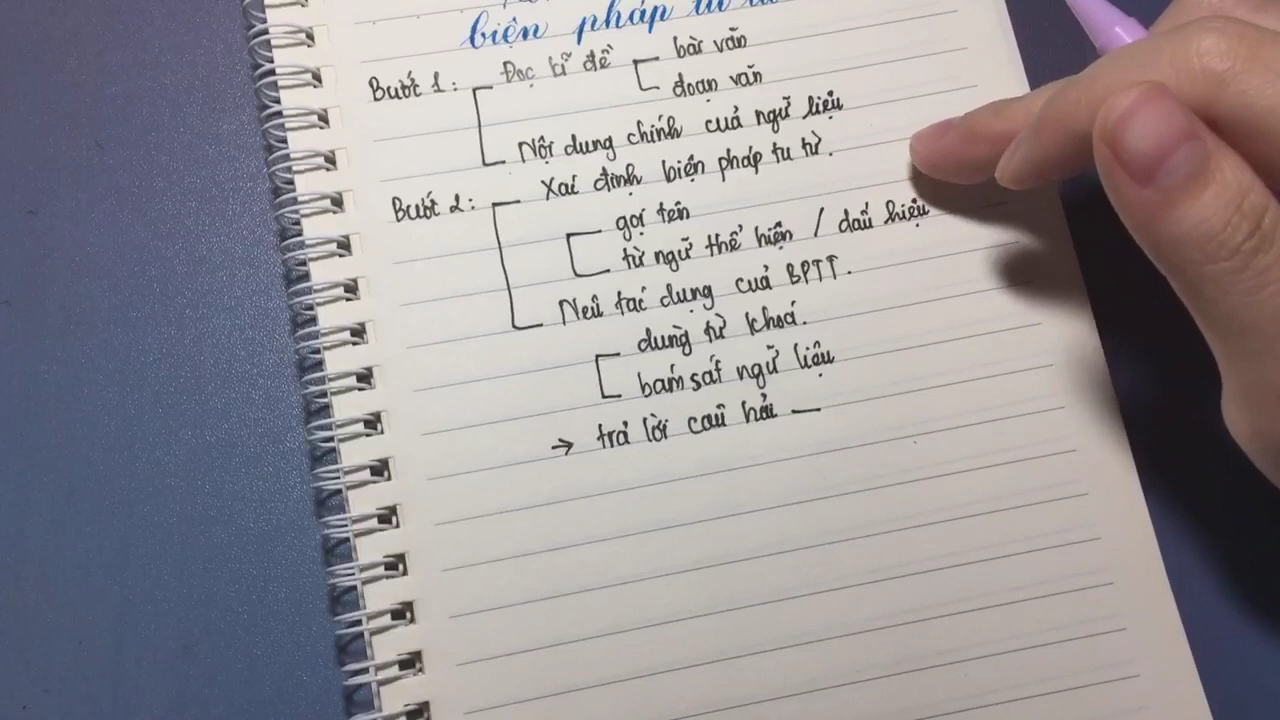 biện pháp tu từ
Bước 1: Đọc kĩ đề
bài văn
đoạn văn
Nội dung chính của ngữ liệu
Bước 2: Xác định biện pháp tu từ.
gọi tên
từ ngữ thể hiện / dấu hiệu
Nêu tác dụng của BPTT.
dùng từ khoá.
bám sát ngữ liệu
→ trả lời câu hỏi —